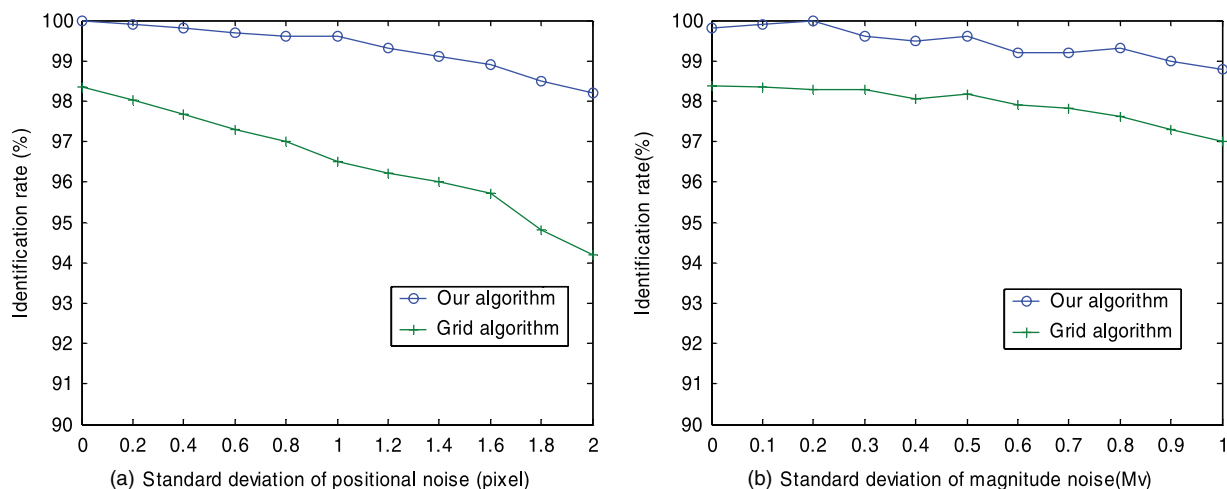 100
99
98
97
96
95
94
93
92
91
90
Identification rate (%)
Our algorithm
Grid algorithm
0 0.2 0.4 0.6 0.8 1 1.2 1.4 1.6 1.8 2
(a) Standard deviation of positional noise (pixel)
100
99
98
97
96
95
94
93
92
91
90
Identification rate(%)
Our algorithm
Grid algorithm
0 0.1 0.2 0.3 0.4 0.5 0.6 0.7 0.8 0.9 1
(b) Standard deviation of magnitude noise(Mv)